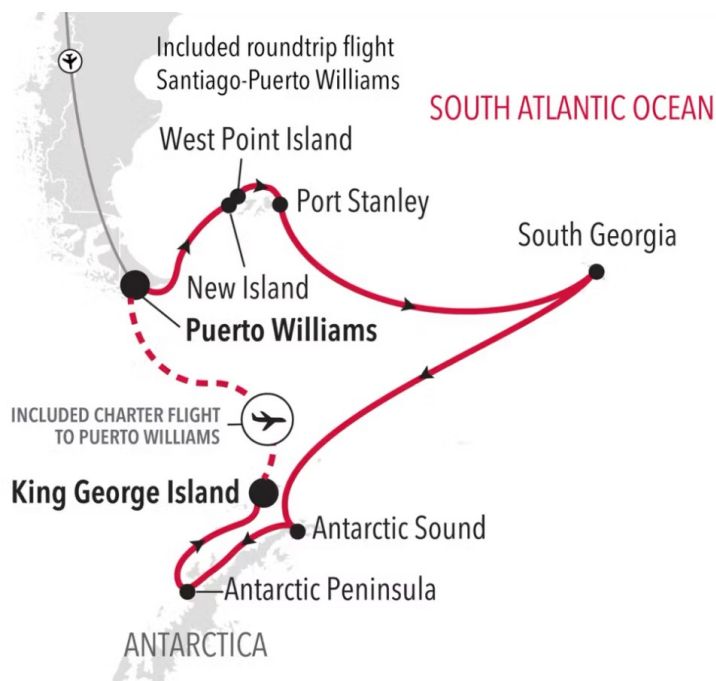 Included roundtrip flight
Santiago-Puerto Williams
SOUTH ATLANTIC OCEAN
West Point Island
Port Stanley
South Georgia
New Island
Puerto Williams
INCLUDED CHARTER FLIGHT
TO PUERTO WILLIAMS
King George Island
Antarctic Sound
Antarctic Peninsula
ANTARCTICA